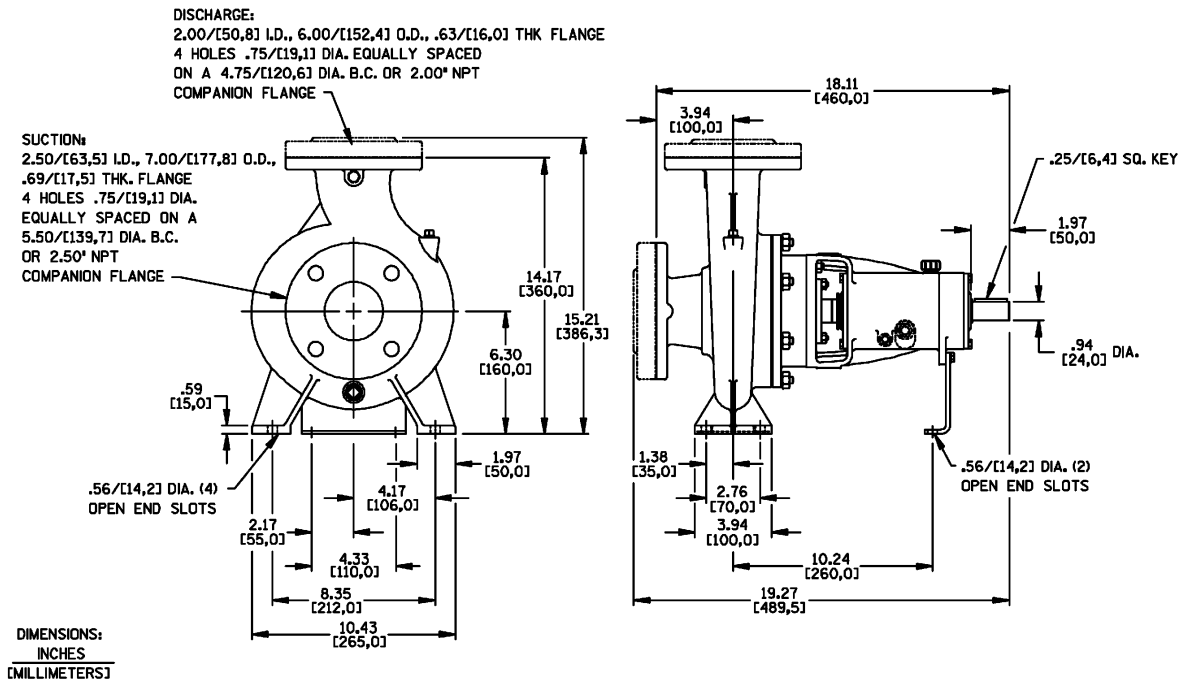 DISCHARGE:
2.00/[50,8] I.D., 6.00/[152,4] O.D., .63/[16,0] THK FLANGE
4 HOLES .75/[19,1] DIA. EQUALLY SPACED
ON A 4.75/[120,6] DIA. B.C. OR 2.00" NPT
COMPANION FLANGE
SUCTION:
2.50/[63,5] I.D., 7.00/[177,8] O.D.,
.69/[17,5] THK. FLANGE
4 HOLES .75/[19,1] DIA.
EQUALLY SPACED ON A
5.50/[139,7] DIA. B.C.
OR 2.50" NPT
COMPANION FLANGE
14.17
[360,0]
15.21
[386,3]
6.30
[160,0]
.59
[15,0]
1.97
[50,0]
.56/[14,2] DIA. (4)
OPEN END SLOTS
4.17
[106,0]
2.17
[55,0]
4.33
[110,0]
8.35
[212,0]
10.43
[265,0]
18.11
[460,0]
3.94
[100,0]
.25/[6,4] SQ. KEY
1.97
[50,0]
.94
[24,0] DIA.
1.38
[35,0]
2.76
[70,0]
3.94
[100,0]
.56/[14,2] DIA. (2)
OPEN END SLOTS
10.24
[260,0]
19.27
[489,5]
DIMENSIONS:
INCHES
[MILLIMETERS]